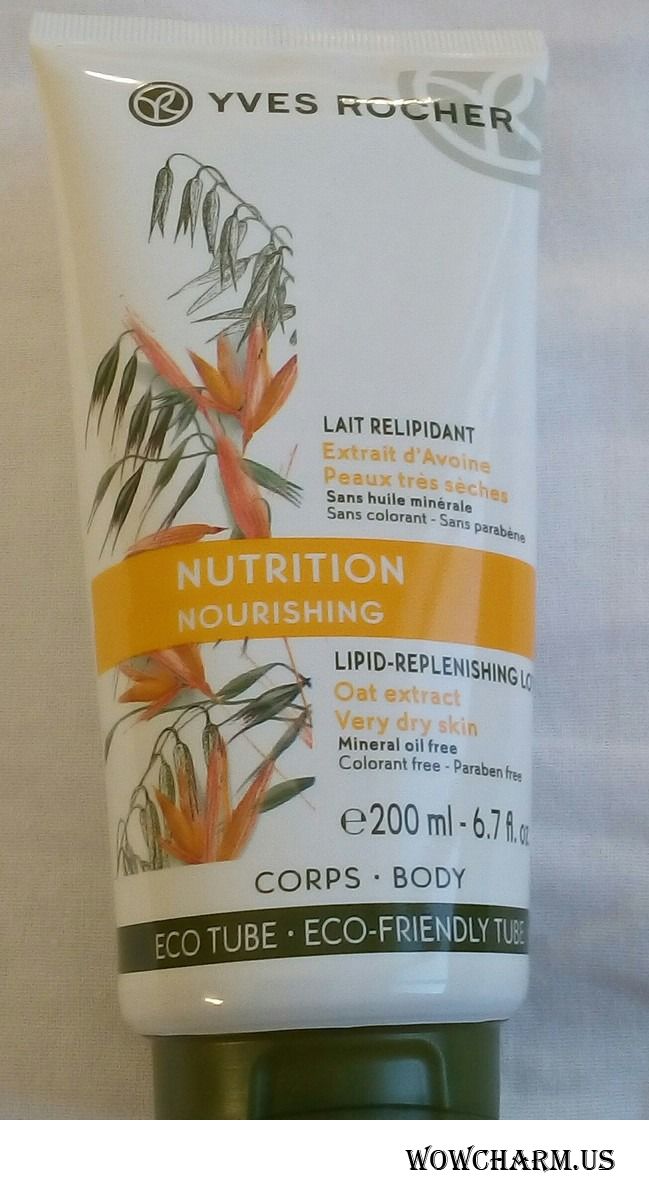 YVES ROCHER
LAIT RELIPIDANT
Extrait d'Avoine
Peaux très sèches
Sans huile minérale
Sans colorant - Sans parabène
NUTRITION
NOURISHING
LIPID-REPLENISHING LO
Oat extract
Very dry skin
Mineral oil free
Colorant free - Paraben free
e 200 ml - 6.7 fl. oz
CORPS · BODY
ECO TUBE · ECO-FRIENDLY TUBE
WOWCHARM.US